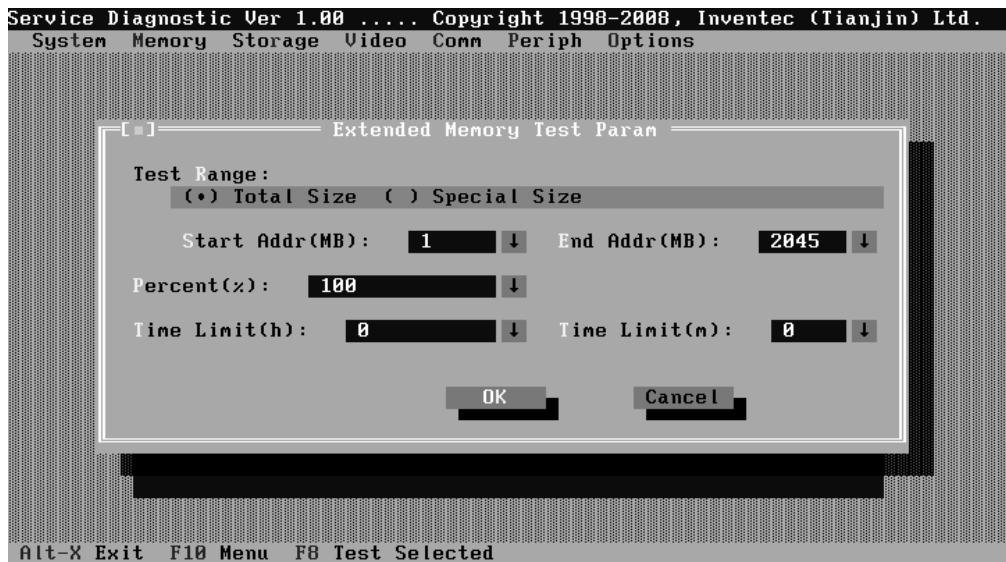 Service Diagnostic Ver 1.00 ..... Copyright 1998-2008, Inventec (Tianjin) Ltd.
System Memory Storage Video Comm Periph Options
[■] Extended Memory Test Param
Test Range:
(•) Total Size ( ) Special Size
Start Addr(MB): 1 ↓ End Addr(MB): 2045 ↓
Percent(%): 100 ↓
Time Limit(h): 0 ↓ Time Limit(m): 0 ↓
OK Cancel
Alt-X Exit F10 Menu F8 Test Selected